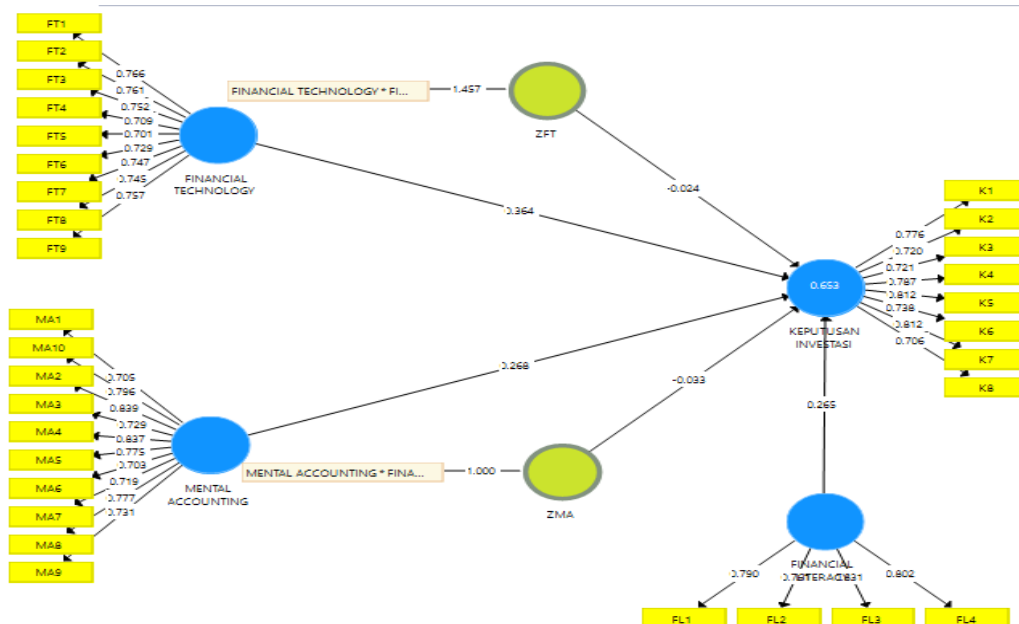 FT1
FT2
FT3
FT4
FT5
FT6
FT7
FT8
FT9
0.766
0.761
0.752
0.709
0.701
0.729
0.747
0.745
0.757
FINANCIAL
TECHNOLOGY
FINANCIAL TECHNOLOGY * FI...
1.457
ZFT
-0.024
0.364
MA1
MA10
MA2
MA3
MA4
MA5
MA6
MA7
MA8
MA9
0.705
0.796
0.839
0.729
0.837
0.775
0.703
0.719
0.777
0.731
MENTAL
ACCOUNTING
MENTAL ACCOUNTING * FINA...
1.000
ZMA
-0.033
0.268
0.653
KEPUTUSAN
INVESTASI
0.776
0.720
0.721
0.787
0.812
0.738
0.812
0.706
K1
K2
K3
K4
K5
K6
K7
K8
0.265
FINANCIAL
0.790
0.802
FL1
FL2
FL3
FL4